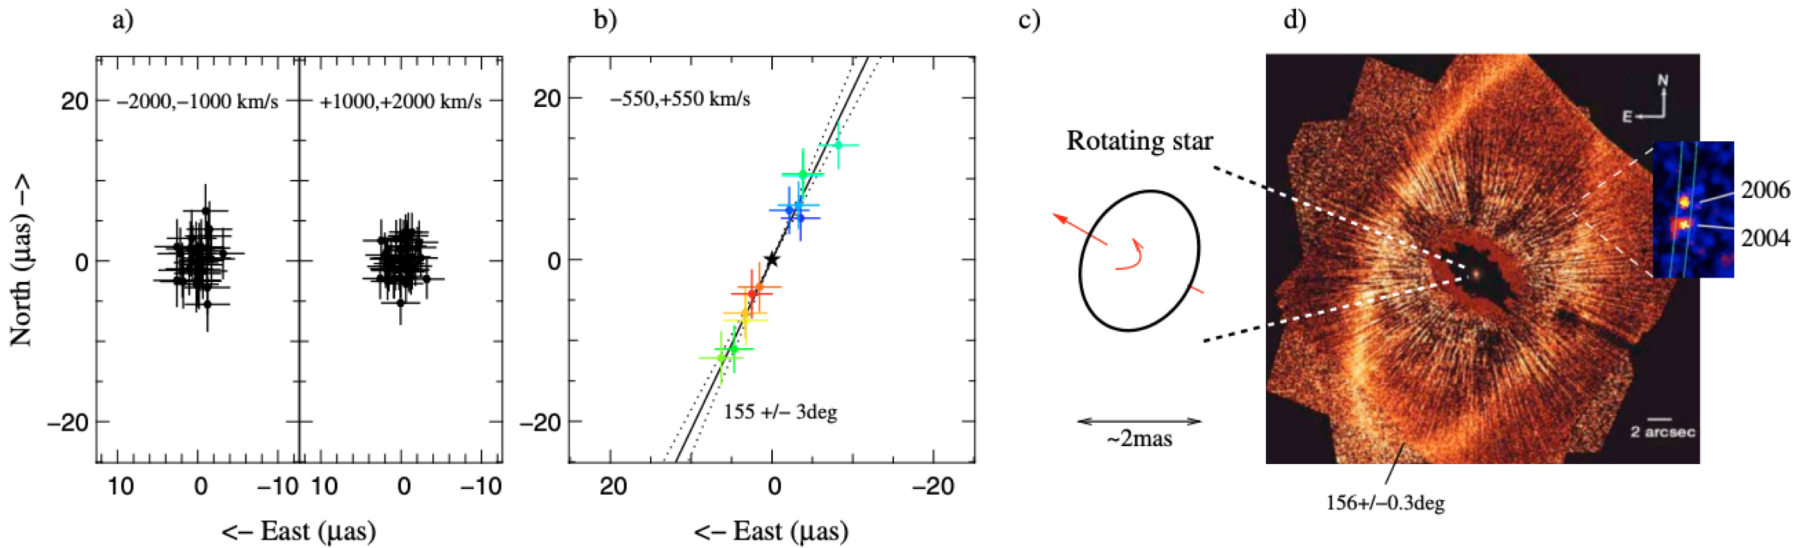 a)
b)
c)
d)
−2000,−1000 km/s
+1000,+2000 km/s
−550,+550 km/s
20
0
−20
North (μas) −>
10
0
−10
10
0
−10
<− East (μas)
20
0
−20
155 +/− 3deg
20
0
−20
<− East (μas)
Rotating star
~2mas
N
E
2006
2004
2 arcsec
156+/−0.3deg